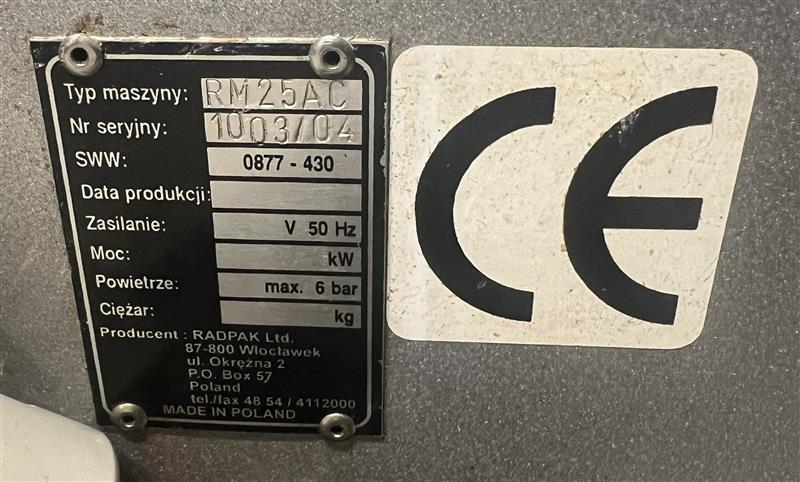 Typ maszyny: RM25AC
Nr seryjny: 1003/04
SWW: 0877 - 430
Data produkcji:
Zasilanie: V 50 Hz
Moc: kW
Powietrze: max. 6 bar
Ciężar: kg
Producent : RADPAK Ltd.
87-800 Wloclawek
ul. Okrężna 2
P.O. Box 57
Poland
tel./fax 48 54 / 4112000
MADE IN POLAND
CE